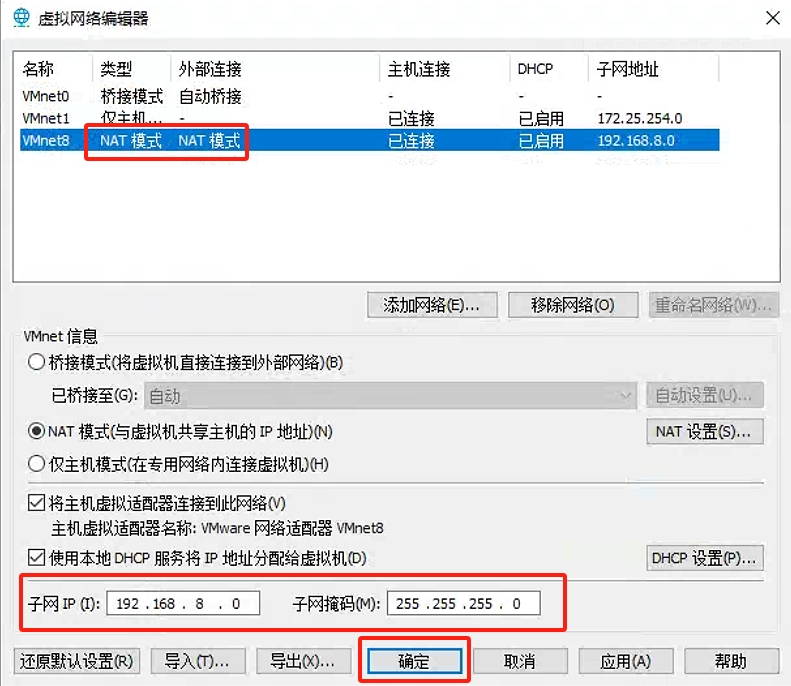 虚拟网络编辑器
名称 类型 外部连接 主机连接 DHCP 子网地址
VMnet0 桥接模式 自动桥接 - - -
VMnet1 仅主机... - 已连接 已启用 172.25.254.0
VMnet8 NAT 模式 NAT 模式 已连接 已启用 192.168.8.0
添加网络(E)... 移除网络(O) 重命名网络(W)...
VMnet 信息
桥接模式(将虚拟机直接连接到外部网络)(B)
已桥接至(G): 自动 自动设置(U)...
NAT 模式(与虚拟机共享主机的 IP 地址)(N) NAT 设置(S)...
仅主机模式(在专用网络内连接虚拟机)(H)
将主机虚拟适配器连接到此网络(V)
主机虚拟适配器名称: VMware 网络适配器 VMnet8
使用本地 DHCP 服务将 IP 地址分配给虚拟机(D) DHCP 设置(P)...
子网 IP (I): 192 . 168 . 8 . 0 子网掩码(M): 255 . 255 . 255 . 0
还原默认设置(R) 导入(T)... 导出(X)... 确定 取消 应用(A) 帮助